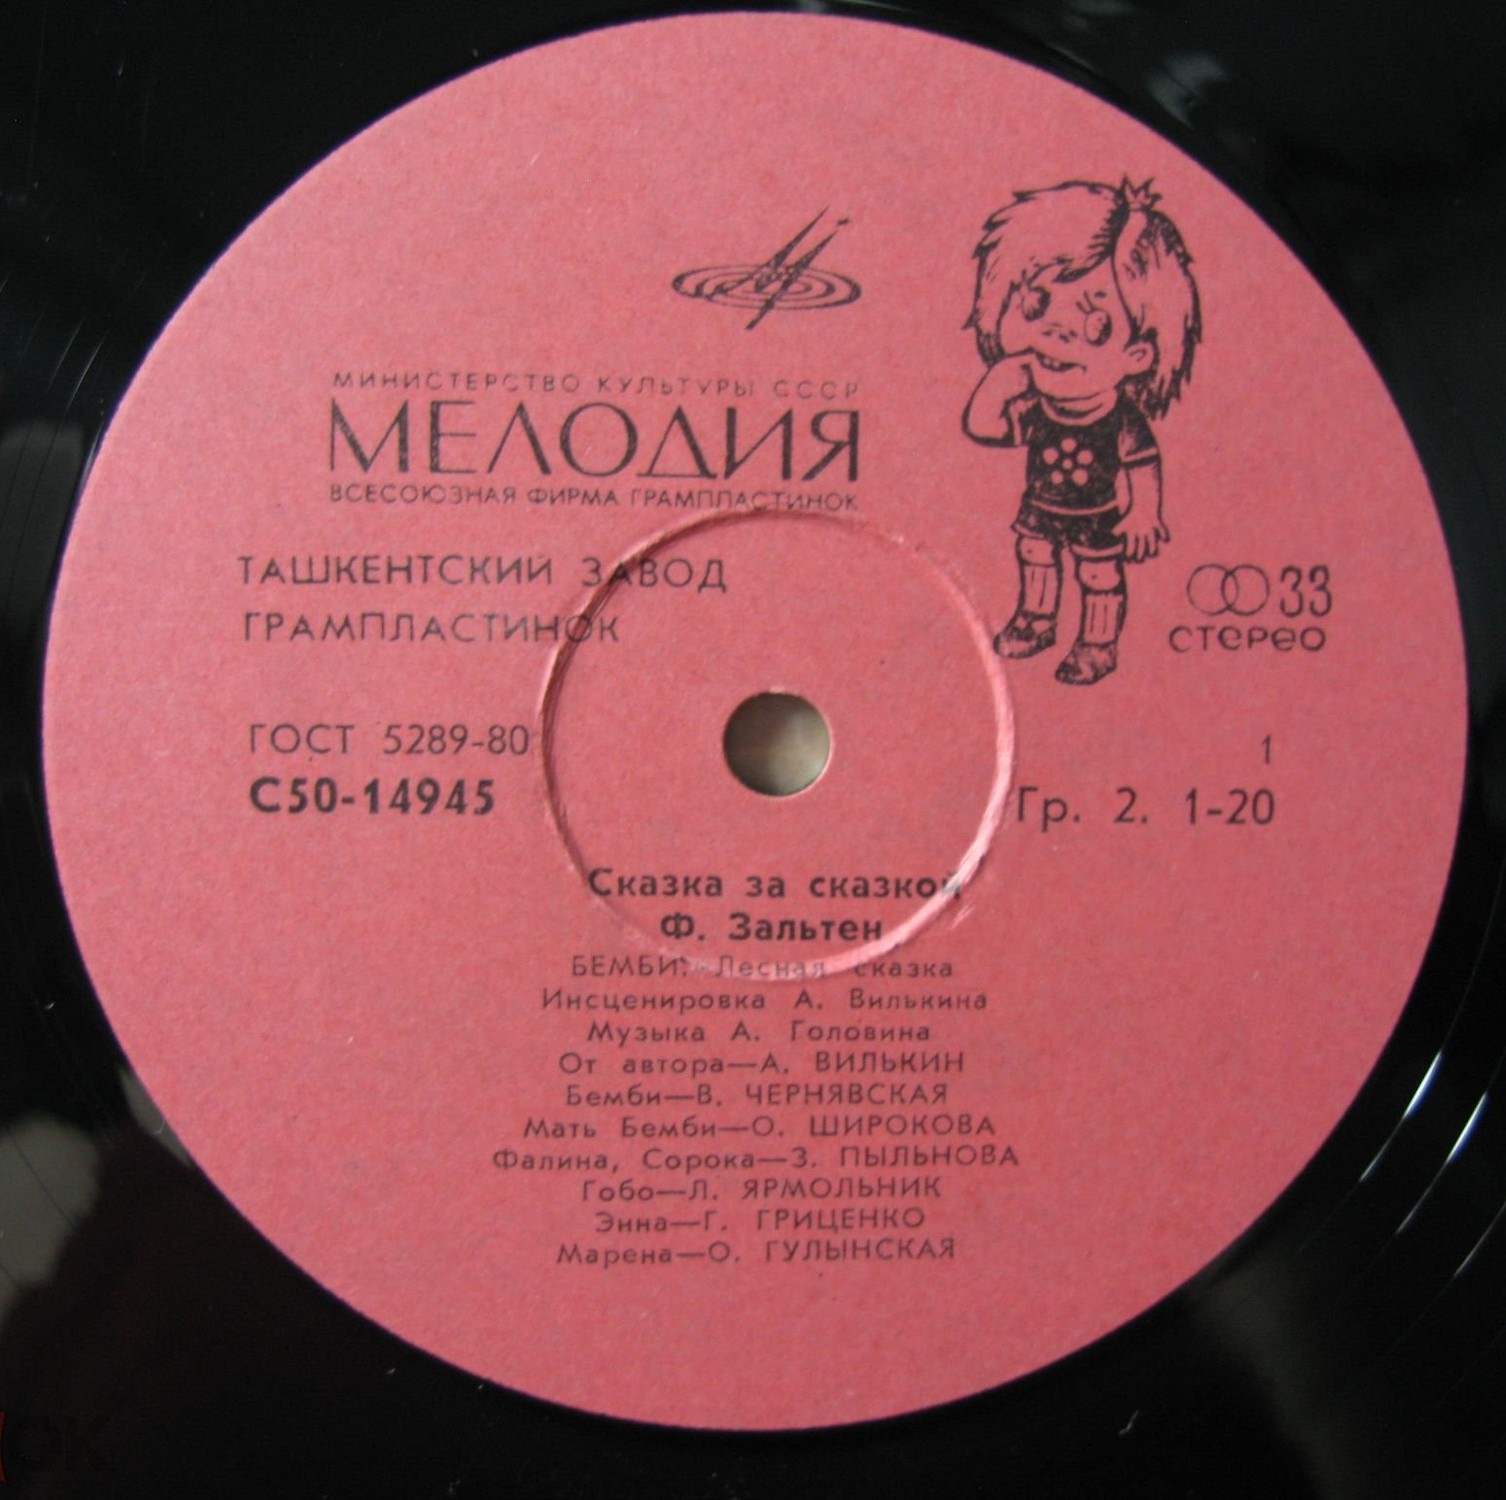 МИНИСТЕРСТВО КУЛЬТУРЫ СССР
МЕЛОДИЯ
ВСЕСОЮЗНАЯ ФИРМА ГРАМПЛАСТИНОК
ТАШКЕНТСКИЙ ЗАВОД
ГРАМПЛАСТИНОК
33
СТЕРЕО
ГОСТ 5289-80
С50-14945
1
Гр. 2. 1-20
Сказка за сказкой
Ф. Зальтен
БЕМБИ. Лесная сказка
Инсценировка А. Вилькина
Музыка А. Головина
От автора—А. ВИЛЬКИН
Бемби—В. ЧЕРНЯВСКАЯ
Мать Бемби—О. ШИРОКОВА
Фалина, Сорока—З. ПЫЛЬНОВА
Гобо—Л. ЯРМОЛЬНИК
Энна—Г. ГРИЦЕНКО
Марена—О. ГУЛЫНСКАЯ